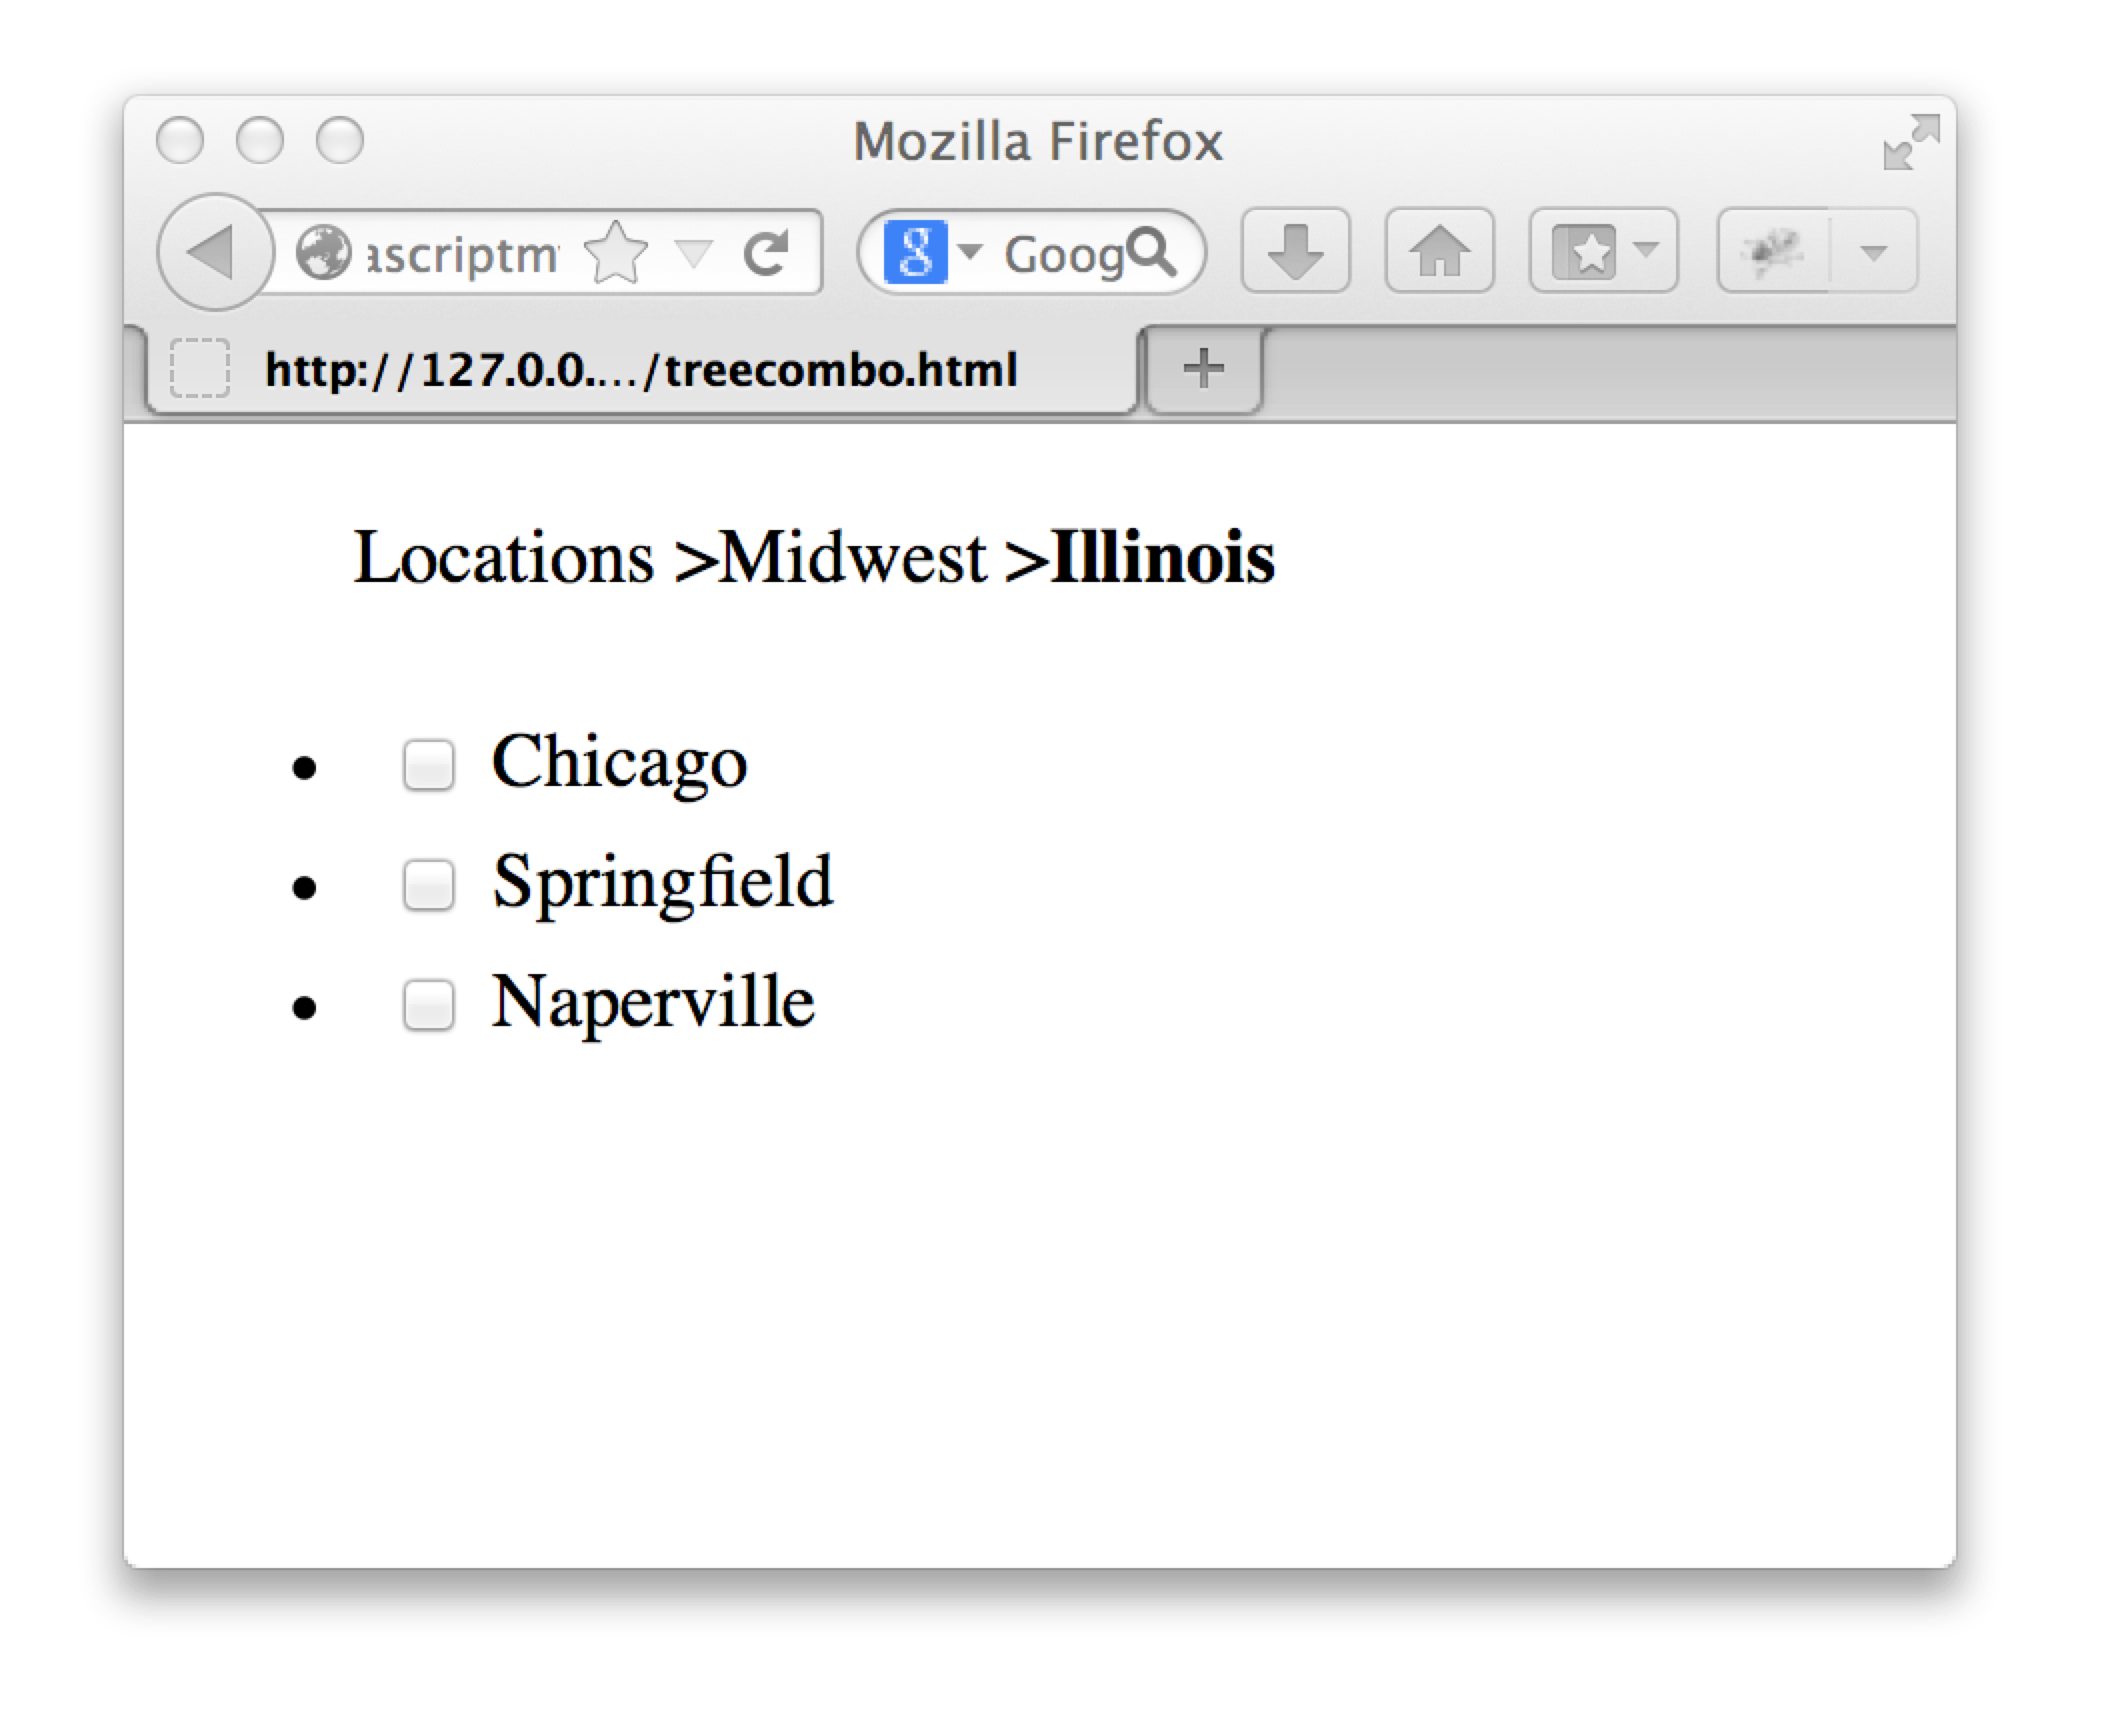 Mozilla Firefox
ascriptm Goog
http://127.0.0.…/treecombo.html +
Locations >Midwest >Illinois
• Chicago
• Springfield
• Naperville